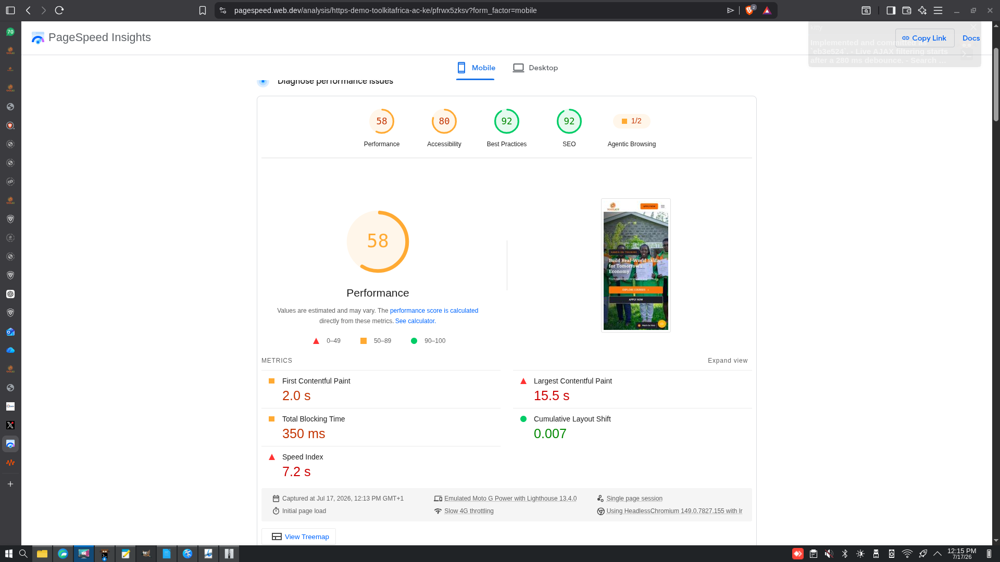 pagespeed.web.dev/analysis/https-demo-toolkitafrica-ac-ke/pfrwx5zksv?form_factor=mobile
2
70
PageSpeed Insights
kitty
Implemented and committed as
`eb3e524`. - Live AJAX filtering starts
after a 280 ms debounce. - Search ...
Copy Link
Docs
Mobile
Desktop
Diagnose performance issues
58
80
92
92
1/2
Performance
Accessibility
Best Practices
SEO
Agentic Browsing
58
Performance
Values are estimated and may vary. The performance score is calculated
directly from these metrics. See calculator.
0–49
50–89
90–100
TOOLKIT
APPLY NOW
HANDS-ON TRAINING
Build Real-World Skills
for Tomorrow's
Economy
EXPLORE COURSES
APPLY NOW
METRICS
Expand view
First Contentful Paint
2.0 s
Largest Contentful Paint
15.5 s
Total Blocking Time
350 ms
Cumulative Layout Shift
0.007
Speed Index
7.2 s
Captured at Jul 17, 2026, 12:13 PM GMT+1
Emulated Moto G Power with Lighthouse 13.4.0
Single page session
Initial page load
Slow 4G throttling
Using HeadlessChromium 149.0.7827.155 with lr
View Treemap
12:15 PM
7/17/26